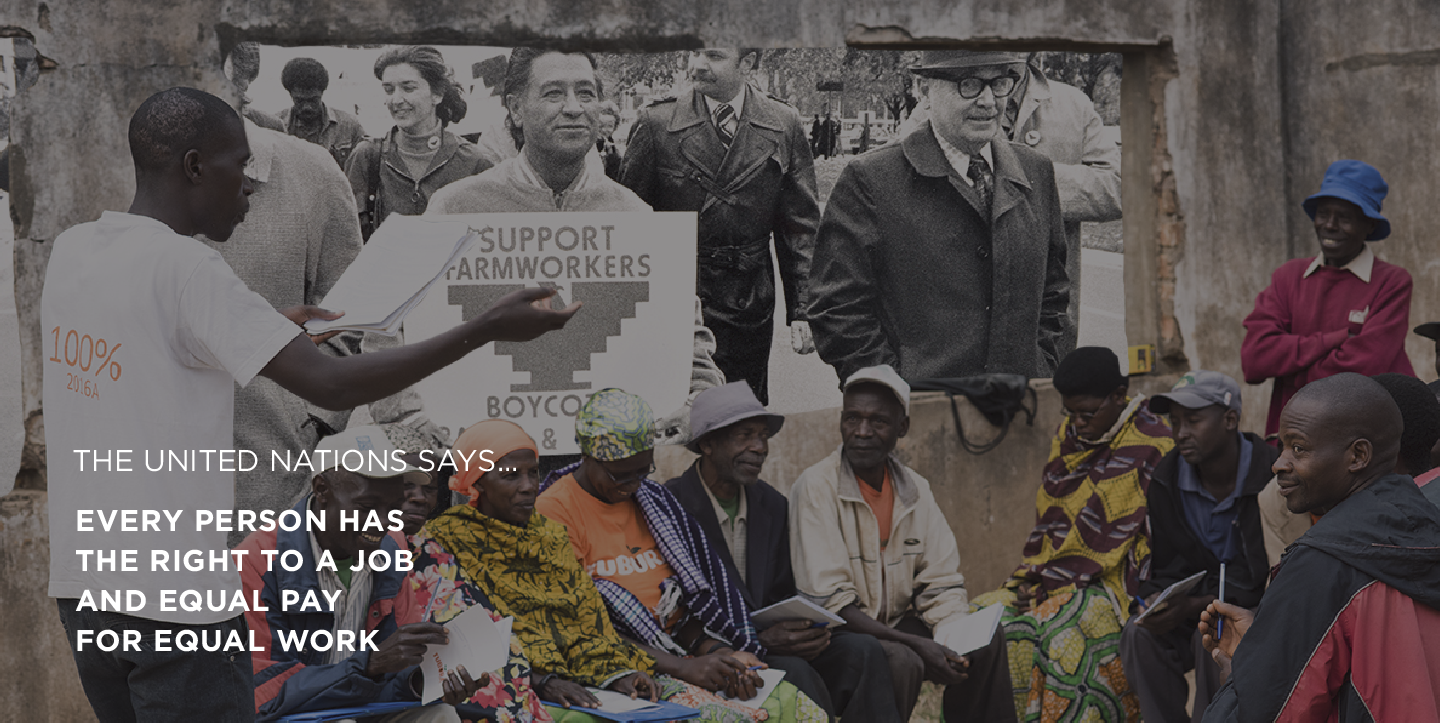 SUPPORT
FARMWORKERS
&
100%
2016A
THE UNITED NATIONS SAYS...
EVERY PERSON HAS
THE RIGHT TO A JOB
AND EQUAL PAY
FOR EQUAL WORK